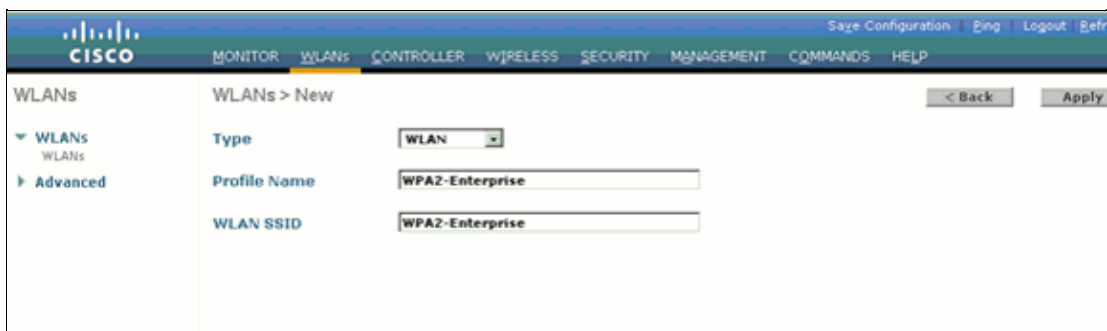 Save Configuration Ping Logout Refr
CISCO MONITOR WLANs CONTROLLER WIRELESS SECURITY MANAGEMENT COMMANDS HELP
WLANs WLANs > New < Back Apply
WLANs Type WLAN
WLANs
Advanced Profile Name WPA2-Enterprise
WLAN SSID WPA2-Enterprise